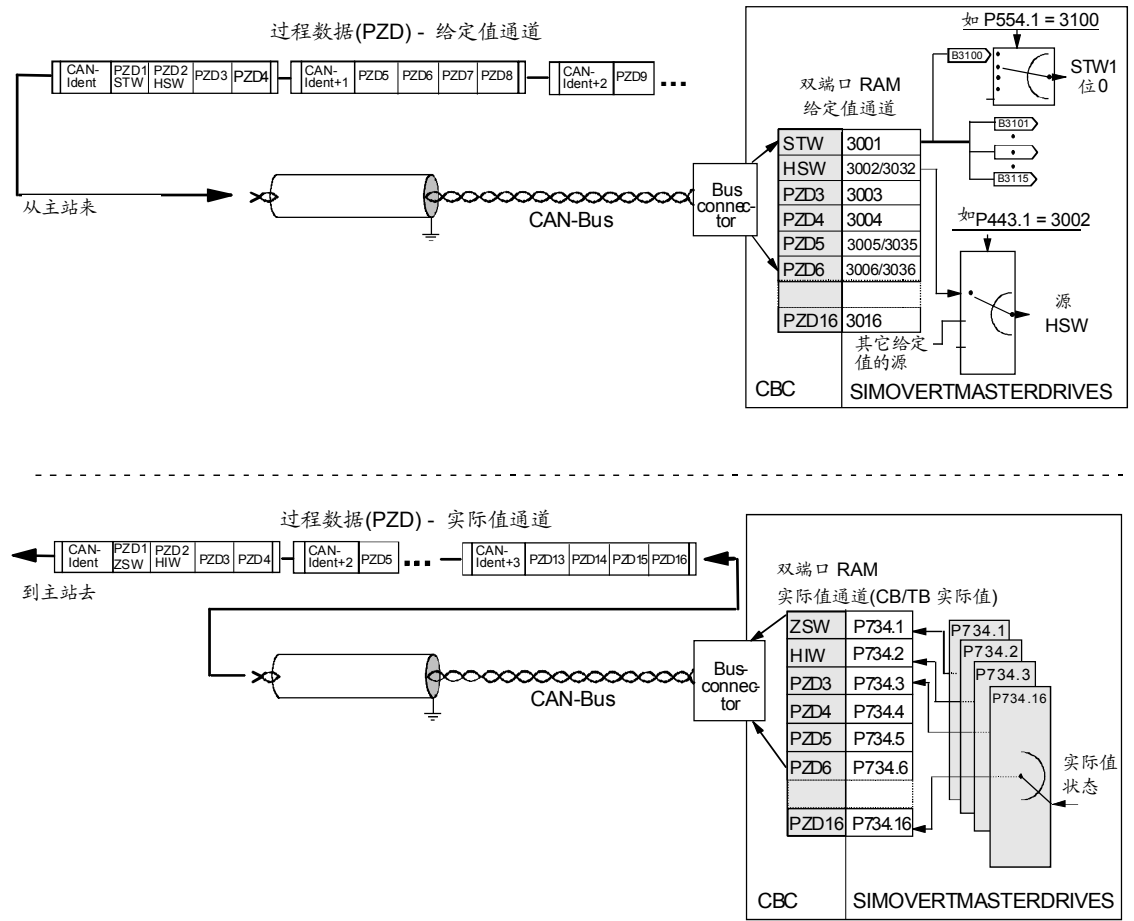 过程数据(PZD) - 给定值通道
CAN-
Ident
PZD1
STW
PZD2
HSW
PZD3
PZD4
CAN-
Ident+1
PZD5
PZD6
PZD7
PZD8
CAN-
Ident+2
PZD9
从主站来
CAN-Bus
Bus
connec-
tor
双端口 RAM
给定值通道
STW 3001
HSW 3002/3032
PZD3 3003
PZD4 3004
PZD5 3005/3035
PZD6 3006/3036
PZD16 3016
如 P554.1 = 3100
B3100
STW1
位0
B3101
B3115
如P443.1 = 3002
源
HSW
其它给定
值的源
CBC
SIMOVERTMASTERDRIVES
过程数据(PZD) - 实际值通道
CAN-
Ident
PZD1
ZSW
PZD2
HIW
PZD3
PZD4
CAN-
Ident+2
PZD5
CAN-
Ident+3
PZD13
PZD14
PZD15
PZD16
到主站去
CAN-Bus
Bus-
connec-
tor
双端口 RAM
实际值通道(CB/TB 实际值)
ZSW P734.1
HIW P734.2
PZD3 P734.3
PZD4 P734.4
PZD5 P734.5
PZD6 P734.6
PZD16 P734.16
P734.1
P734.2
P734.3
P734.16
实际值
状态
CBC
SIMOVERTMASTERDRIVES